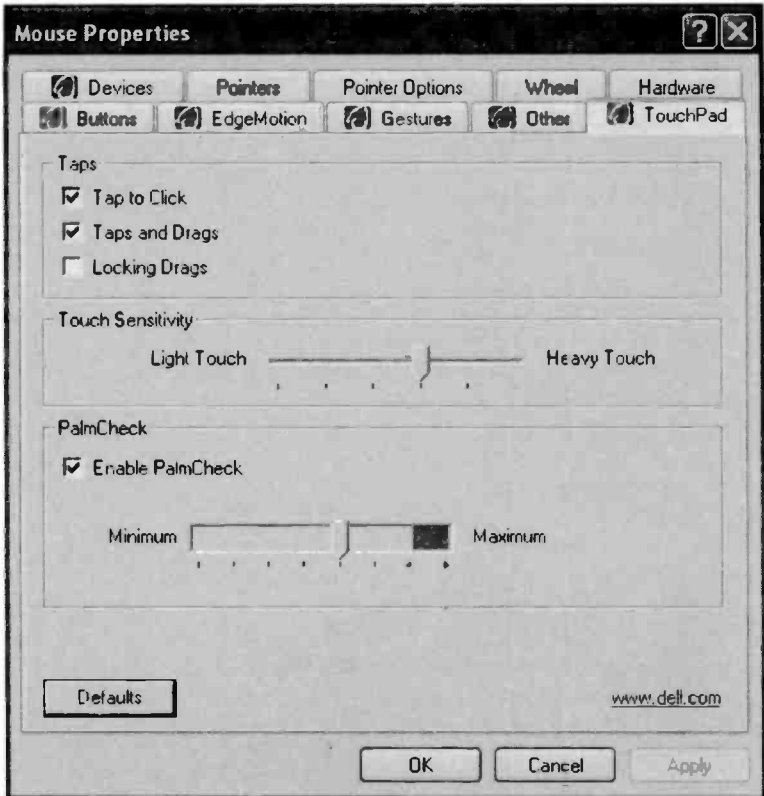 Mouse Properties
Devices Pointers Pointer Options Wheel Hardware
Buttons EdgeMotion Gestures Other TouchPad
Taps
Tap to Click
Taps and Drags
Locking Drags
Touch Sensitivity
Light Touch Heavy Touch
PalmCheck
Enable PalmCheck
Minimum Maximum
Defaults www.dell.com
OK Cancel Apply